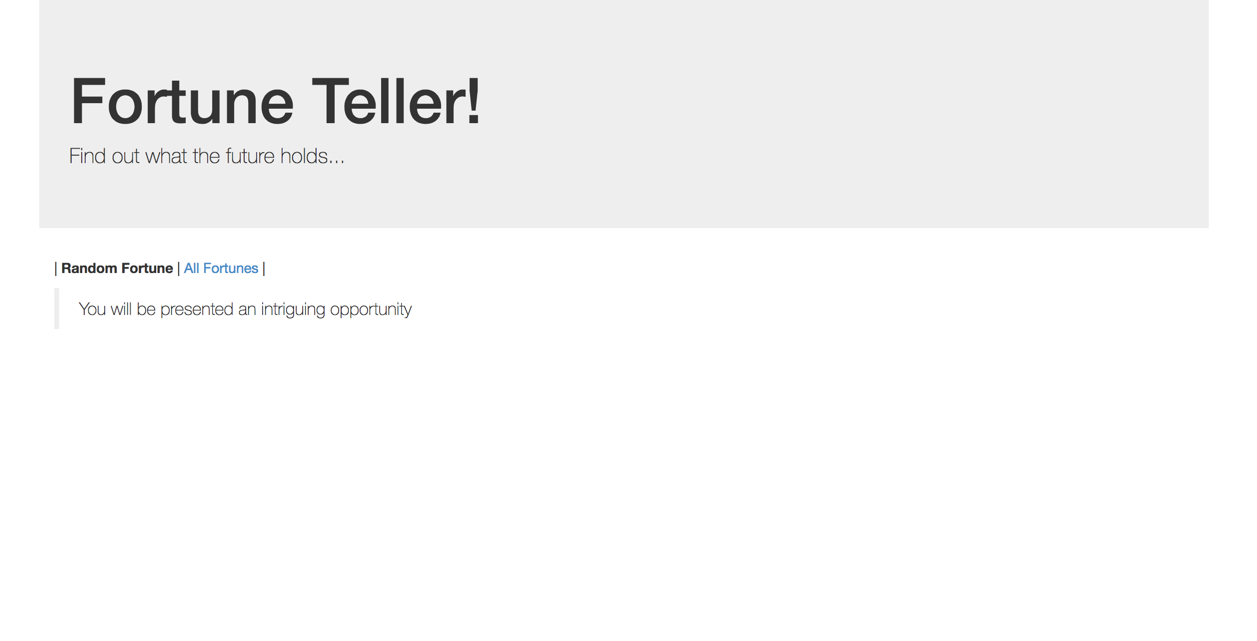 Fortune Teller!
Find out what the future holds...
| Random Fortune | All Fortunes |
You will be presented an intriguing opportunity